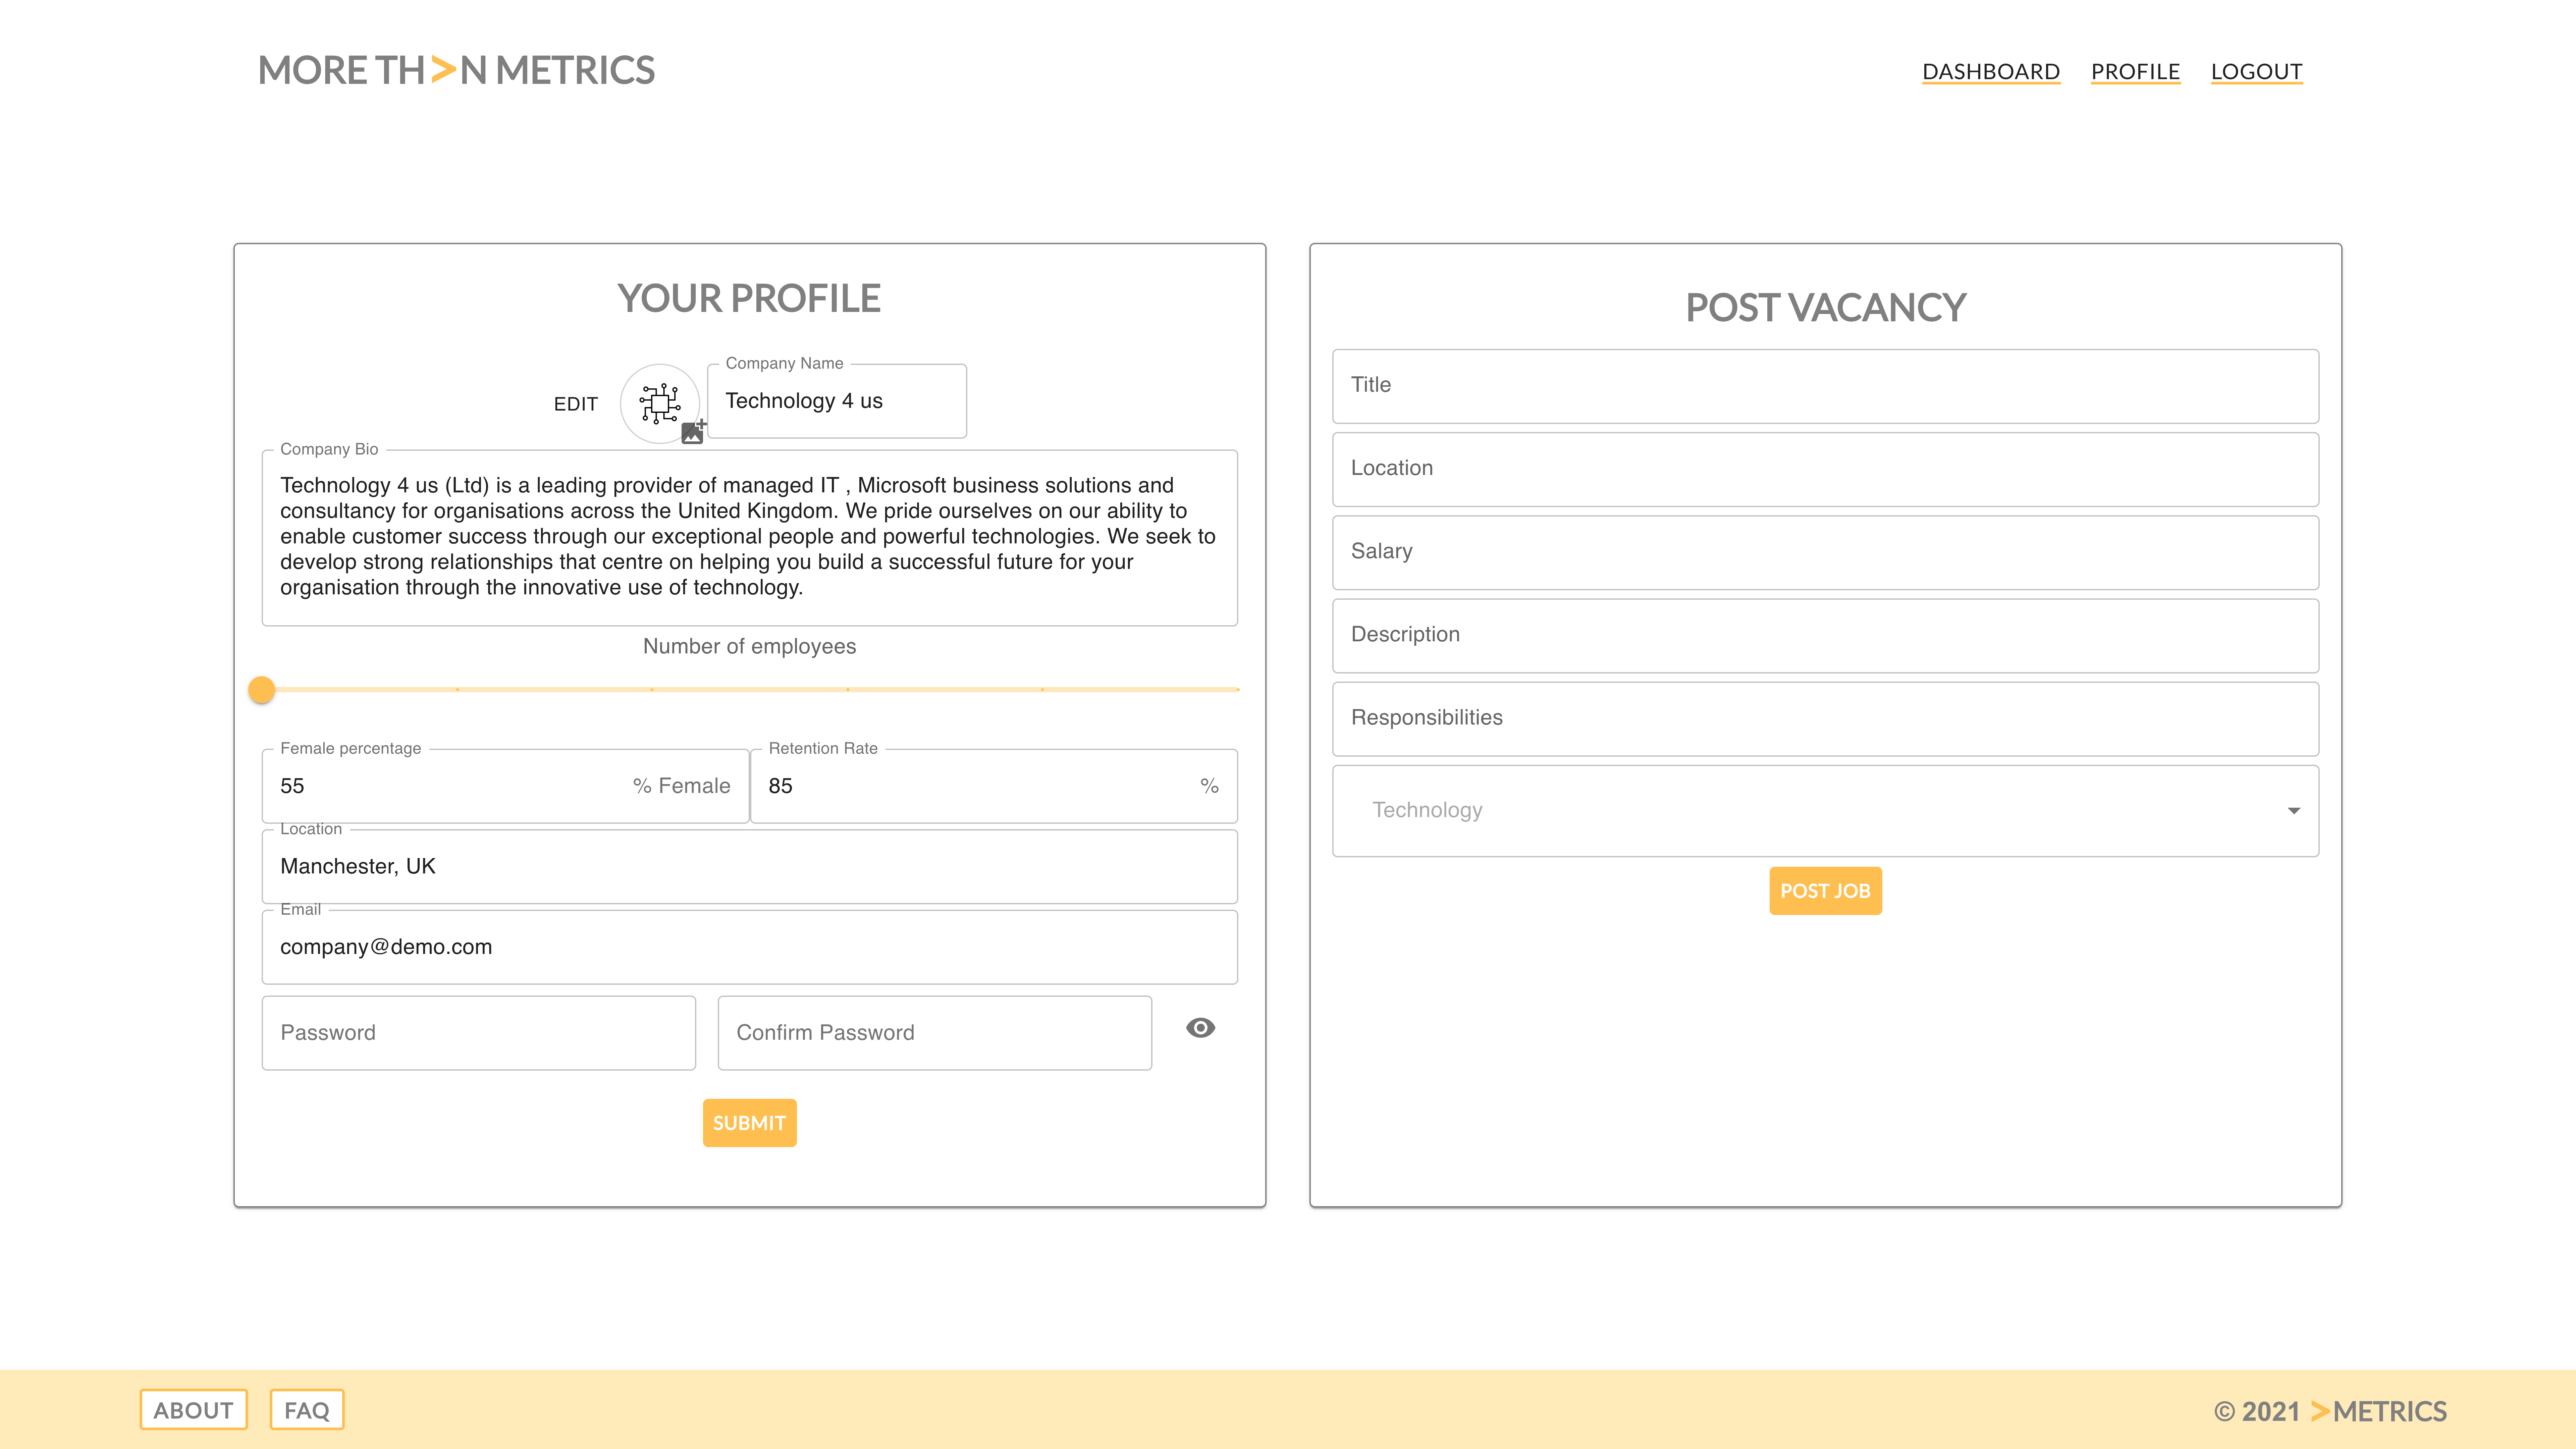 MORE TH>N METRICS
DASHBOARD PROFILE LOGOUT
YOUR PROFILE
EDIT
Company Name
Technology 4 us
Company Bio
Technology 4 us (Ltd) is a leading provider of managed IT , Microsoft business solutions and
consultancy for organisations across the United Kingdom. We pride ourselves on our ability to
enable customer success through our exceptional people and powerful technologies. We seek to
develop strong relationships that centre on helping you build a successful future for your
organisation through the innovative use of technology.
Number of employees
Female percentage
55 % Female
Retention Rate
85 %
Location
Manchester, UK
Email
company@demo.com
Password
Confirm Password
SUBMIT
POST VACANCY
Title
Location
Salary
Description
Responsibilities
Technology
POST JOB
ABOUT FAQ
© 2021 >METRICS